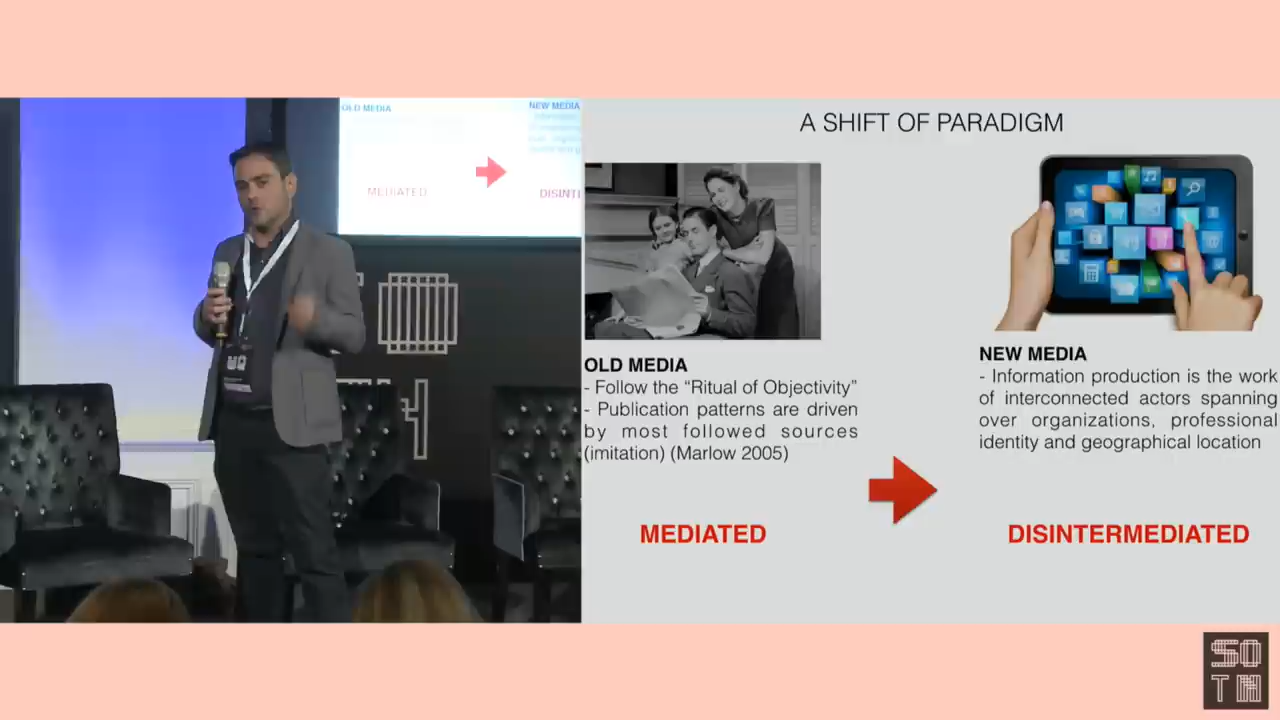 OLD MEDIA
NEW MEDIA
MEDIATED
A SHIFT OF PARADIGM
OLD MEDIA
- Follow the “Ritual of Objectivity”
- Publication patterns are driven
by most followed sources
(imitation) (Marlow 2005)
MEDIATED
NEW MEDIA
- Information production is the work
of interconnected actors spanning
over organizations, professional
identity and geographical location
DISINTERMEDIATED
SO
TN